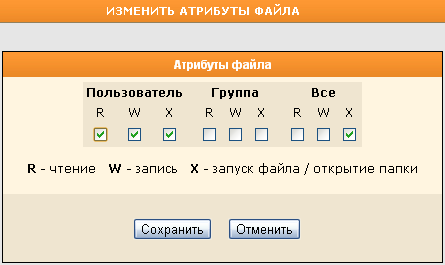 ИЗМЕНИТЬ АТРИБУТЫ ФАЙЛА
Атрибуты файла
Пользователь Группа Все
R W X R W X R W X
R - чтение W - запись X - запуск файла / открытие папки
Сохранить Отменить